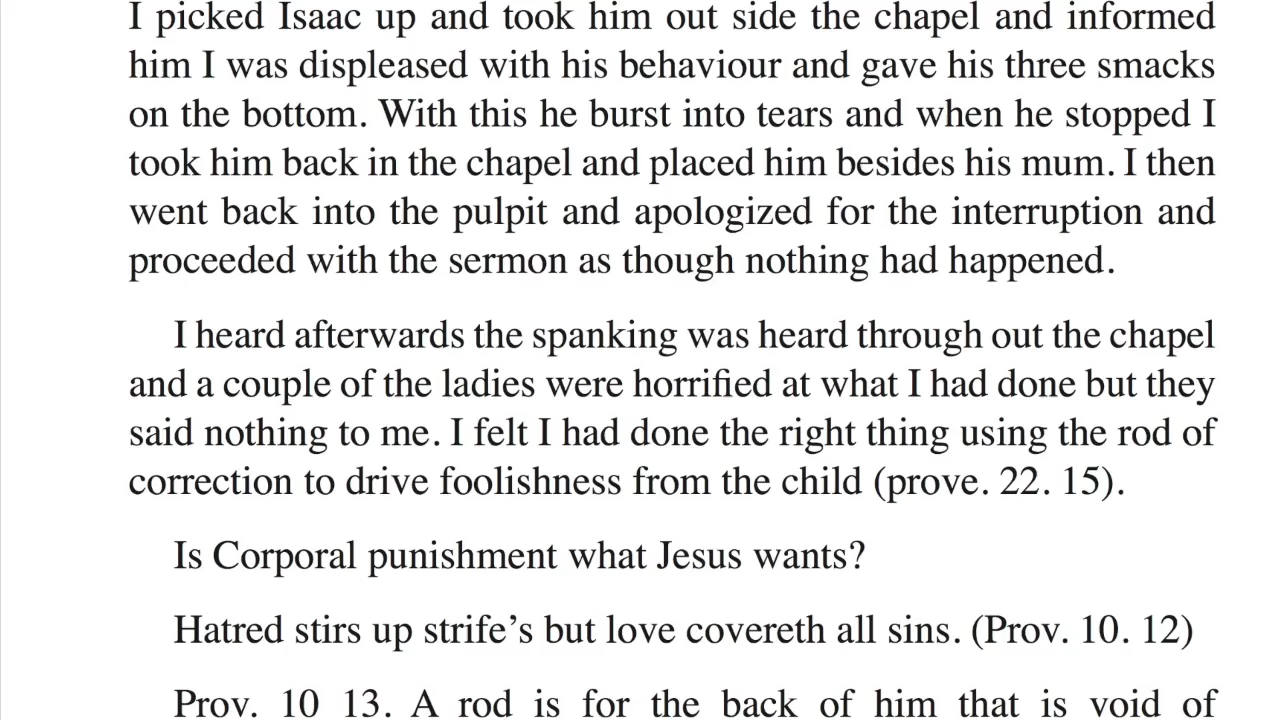 I picked Isaac up and took him out side the chapel and informed
him I was displeased with his behaviour and gave his three smacks
on the bottom. With this he burst into tears and when he stopped I
took him back in the chapel and placed him besides his mum. I then
went back into the pulpit and apologized for the interruption and
proceeded with the sermon as though nothing had happened.
I heard afterwards the spanking was heard through out the chapel
and a couple of the ladies were horrified at what I had done but they
said nothing to me. I felt I had done the right thing using the rod of
correction to drive foolishness from the child (prove. 22. 15).
Is Corporal punishment what Jesus wants?
Hatred stirs up strife’s but love covereth all sins. (Prov. 10. 12)
Prov. 10 13. A rod is for the back of him that is void of